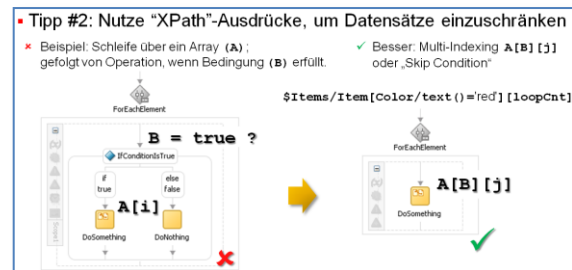 Tipp #2: Nutze “XPath”-Ausdrücke, um Datensätze einzuschränken
Beispiel: Schleife über ein Array (A);
gefolgt von Operation, wenn Bedingung (B) erfüllt.
Besser: Multi-Indexing A[B][j]
oder „Skip Condition“
ForEachElement
B = true ?
IfConditionIsTrue
if
true
else
false
A[i]
DoSomething
DoNothing
$Items/Item[Color/text()='red'][loopCnt]
ForEachElement
A[B][j]
DoSomething